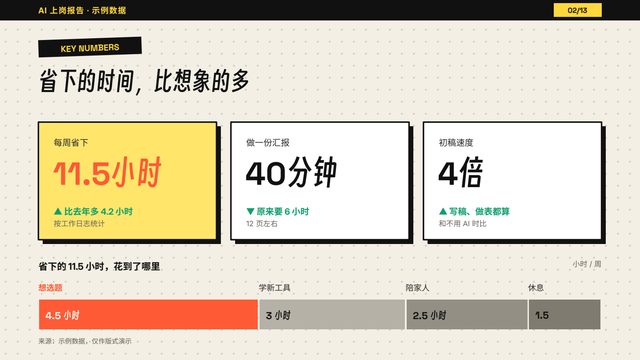 AI 上岗报告 · 示例数据
02/13
KEY NUMBERS
省下的时间，比想象的多
每周省下
11.5小时
▲ 比去年多 4.2 小时
按工作日志统计
做一份汇报
40分钟
▼ 原来要 6 小时
12 页左右
初稿速度
4倍
▲ 写稿、做表都算
和不用 AI 时比
省下的 11.5 小时，花到了哪里
小时 / 周
想选题
学新工具
陪家人
休息
4.5 小时
3 小时
2.5 小时
1.5
来源：示例数据，仅作版式演示